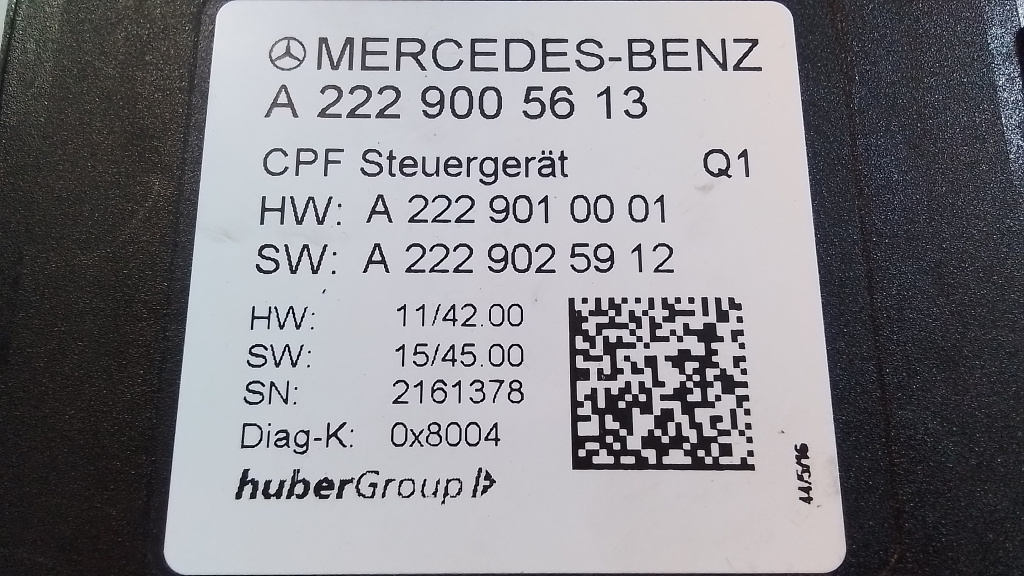 MERCEDES-BENZ
A 222 900 56 13
CPF Steuergerät Q1
HW: A 222 901 00 01
SW: A 222 902 59 12
HW: 11/42.00
SW: 15/45.00
SN: 2161378
Diag-K: 0x8004
huberGroup